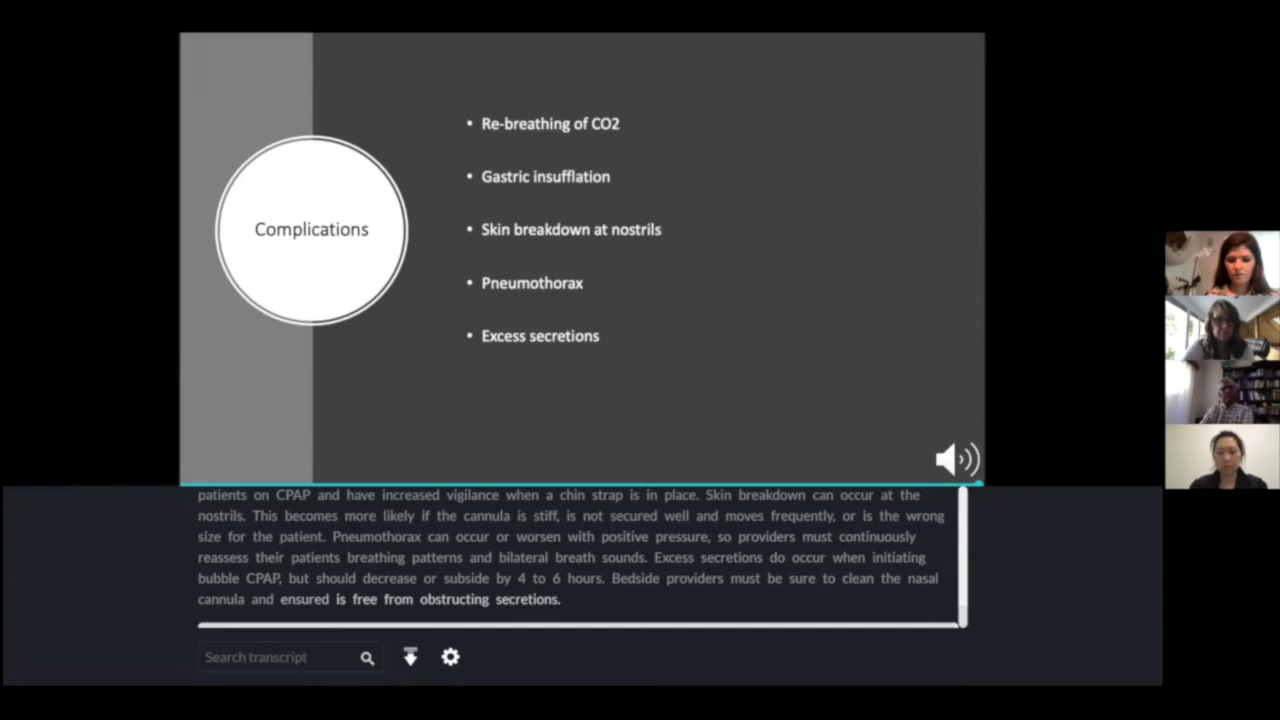 Complications
• Re-breathing of CO2
• Gastric insufflation
• Skin breakdown at nostrils
• Pneumothorax
• Excess secretions
patients on CPAP and have increased vigilance when a chin strap is in place. Skin breakdown can occur at the
nostrils. This becomes more likely if the cannula is stiff, is not secured well and moves frequently, or is the wrong
size for the patient. Pneumothorax can occur or worsen with positive pressure, so providers must continuously
reassess their patients breathing patterns and bilateral breath sounds. Excess secretions do occur when initiating
bubble CPAP, but should decrease or subside by 4 to 6 hours. Bedside providers must be sure to clean the nasal
cannula and ensured is free from obstructing secretions.
Search transcript